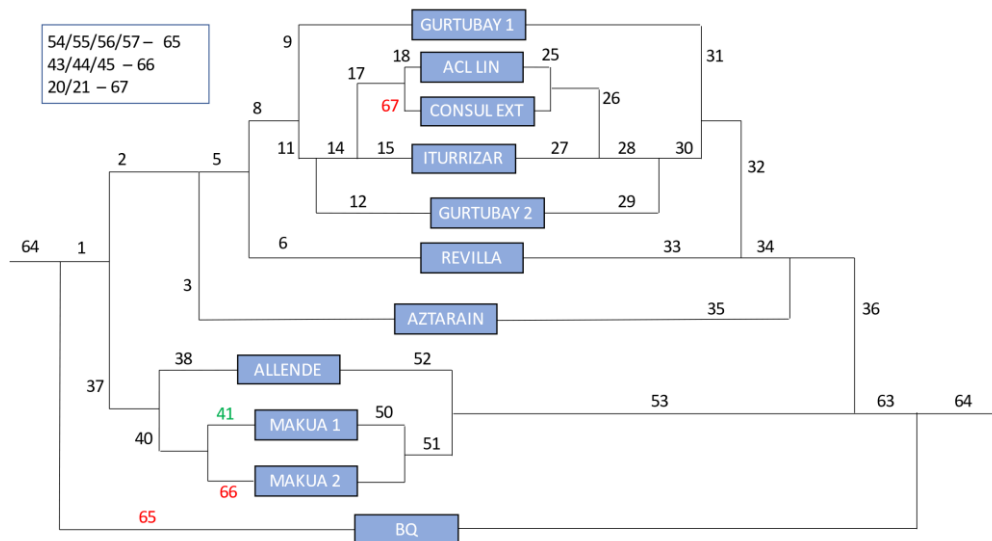 54/55/56/57 – 65
43/44/45 – 66
20/21 – 67
GURTUBAY 1
9
31
18
ACL LIN
25
17
67
CONSUL EXT
26
8
11
14
15
ITURRIZAR
27
28
30
2
5
32
12
GURTUBAY 2
29
64
1
6
REVILLA
33
34
3
AZTARAIN
35
36
38
ALLENDE
52
37
41
MAKUA 1
50
53
63
64
40
51
66
MAKUA 2
65
BQ